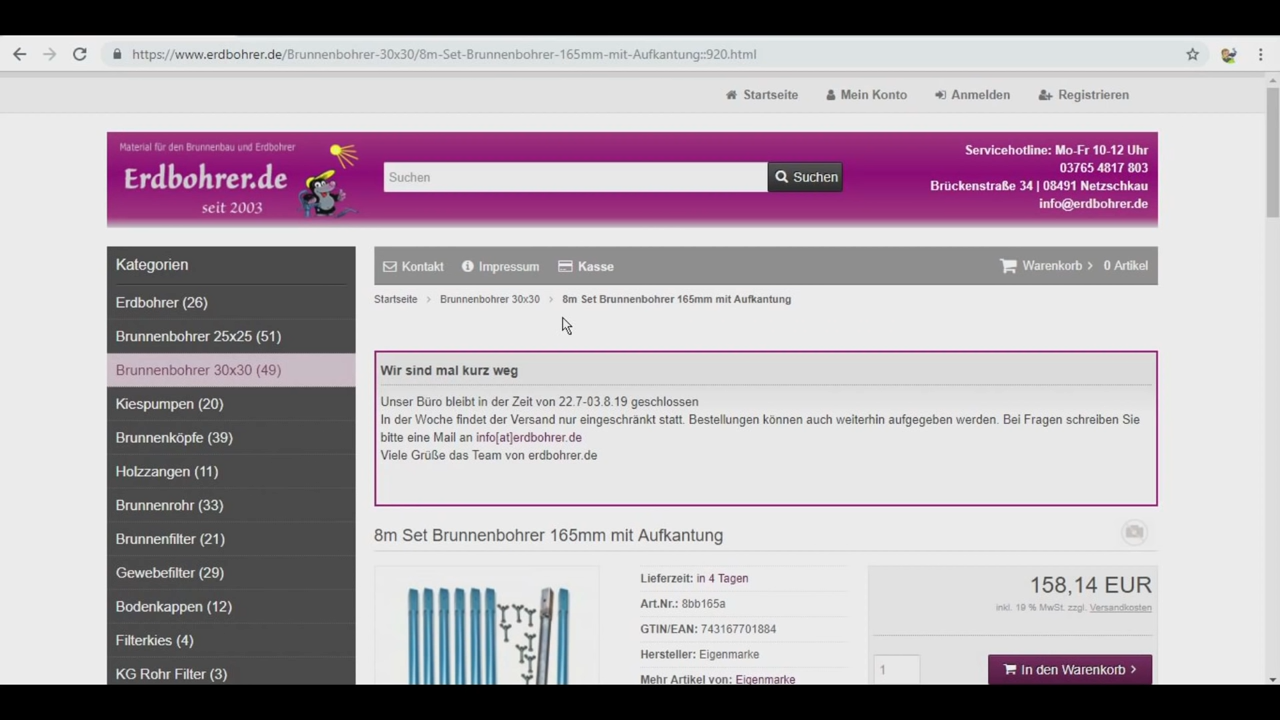 https://www.erdbohrer.de/Brunnenbohrer-30x30/8m-Set-Brunnenbohrer-165mm-mit-Aufkantung::920.html
Startseite
Mein Konto
Anmelden
Registrieren
Material für den Brunnenbau und Erdbohrer
Erdbohrer.de
seit 2003
Suchen
Suchen
Servicehotline: Mo-Fr 10-12 Uhr
03765 4817 803
Brückenstraße 34 | 08491 Netzschkau
info@erdbohrer.de
Kategorien
Erdbohrer (26)
Brunnenbohrer 25x25 (51)
Brunnenbohrer 30x30 (49)
Kiespumpen (20)
Brunnenköpfe (39)
Holzzangen (11)
Brunnenrohr (33)
Brunnenfilter (21)
Gewebefilter (29)
Bodenkappen (12)
Filterkies (4)
KG Rohr Filter (3)
Kontakt
Impressum
Kasse
Warenkorb
0 Artikel
Startseite > Brunnenbohrer 30x30 > 8m Set Brunnenbohrer 165mm mit Aufkantung
Wir sind mal kurz weg
Unser Büro bleibt in der Zeit von 22.7-03.8.19 geschlossen
In der Woche findet der Versand nur eingeschränkt statt. Bestellungen können auch weiterhin aufgegeben werden. Bei Fragen schreiben Sie
bitte eine Mail an info[at]erdbohrer.de
Viele Grüße das Team von erdbohrer.de
8m Set Brunnenbohrer 165mm mit Aufkantung
Lieferzeit: in 4 Tagen
Art.Nr.: 8bb165a
GTIN/EAN: 743167701884
Hersteller: Eigenmarke
Mehr Artikel von: Eigenmarke
158,14 EUR
inkl. 19 % MwSt. zzgl. Versandkosten
1
In den Warenkorb